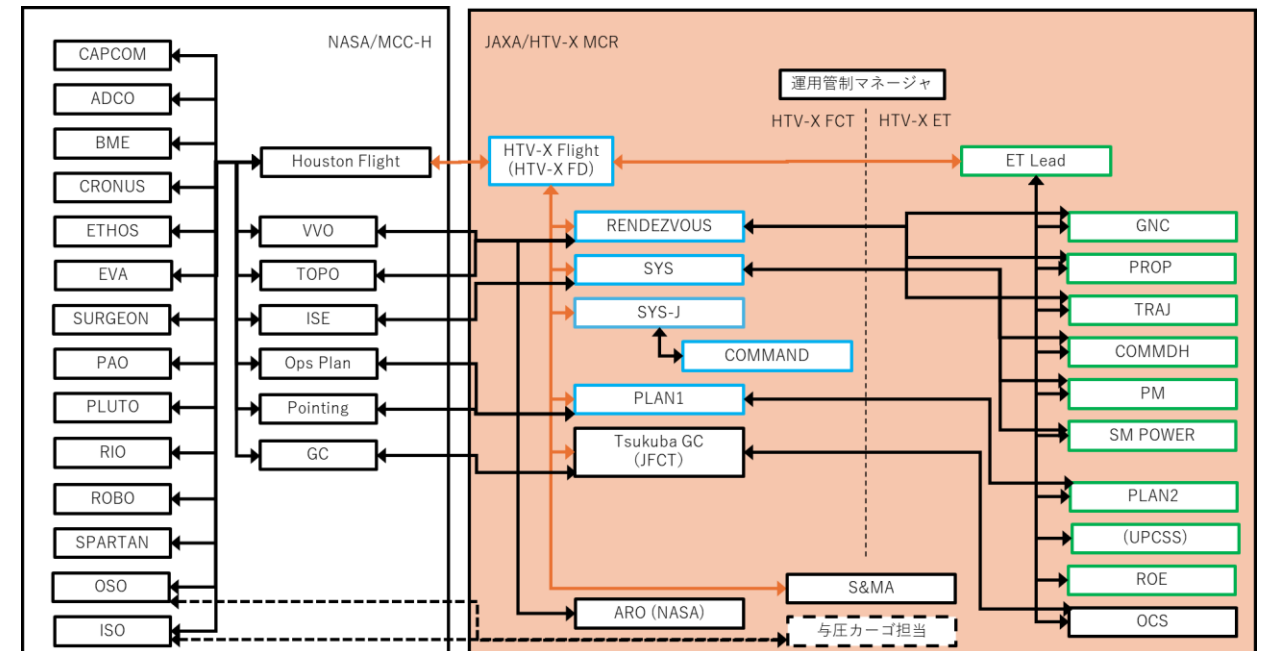 NASA/MCC-H
CAPCOM
ADCO
BME
CRONUS
ETHOS
EVA
SURGEON
PAO
PLUTO
RIO
ROBO
SPARTAN
OSO
ISO
Houston Flight
VVO
TOPO
ISE
Ops Plan
Pointing
GC
JAXA/HTV-X MCR
運用管制マネージャ
HTV-X FCT
HTV-X ET
HTV-X Flight
(HTV-X FD)
RENDEZVOUS
SYS
SYS-J
COMMAND
PLAN1
Tsukuba GC
(JFCT)
ARO (NASA)
S&MA
与圧カーゴ担当
ET Lead
GNC
PROP
TRAJ
COMMDH
PM
SM POWER
PLAN2
(UPCSS)
ROE
OCS